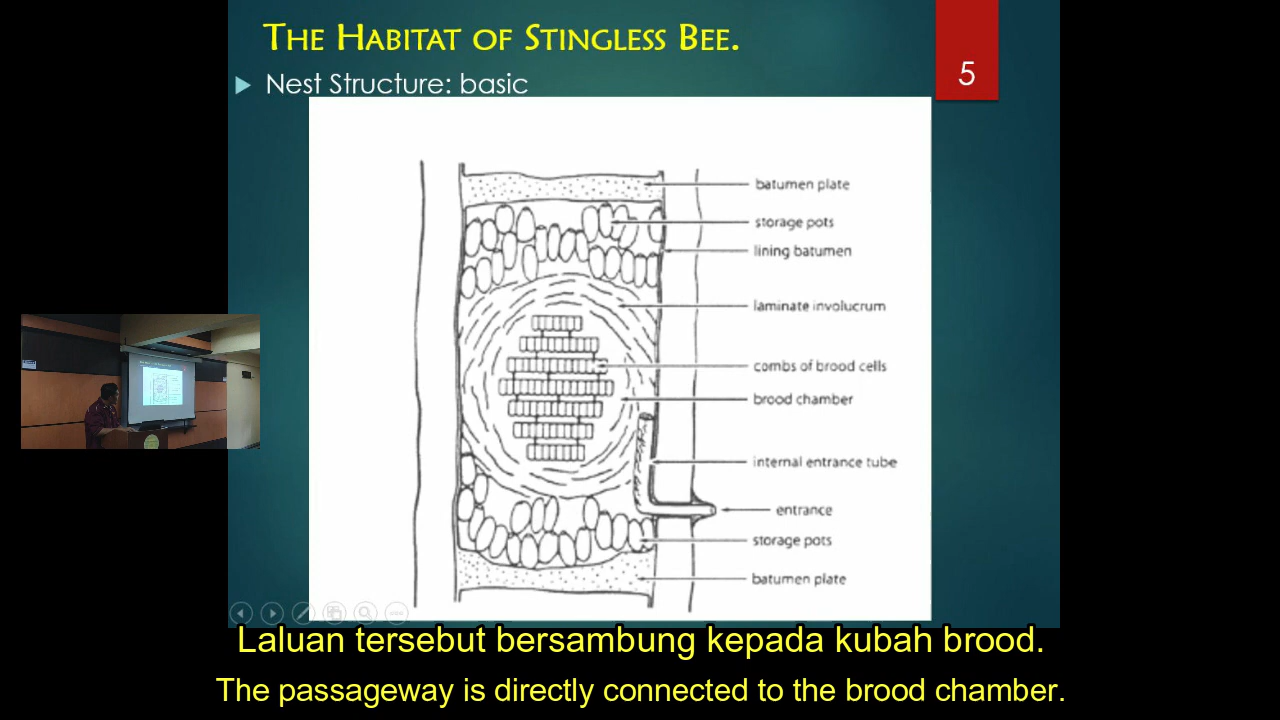 THE HABITAT OF STINGLESS BEE.
5
Nest Structure: basic
batumen plate
storage pots
lining batumen
laminate involucrum
combs of brood cells
brood chamber
internal entrance tube
entrance
storage pots
batumen plate
Laluan tersebut bersambung kepada kubah brood.
The passageway is directly connected to the brood chamber.